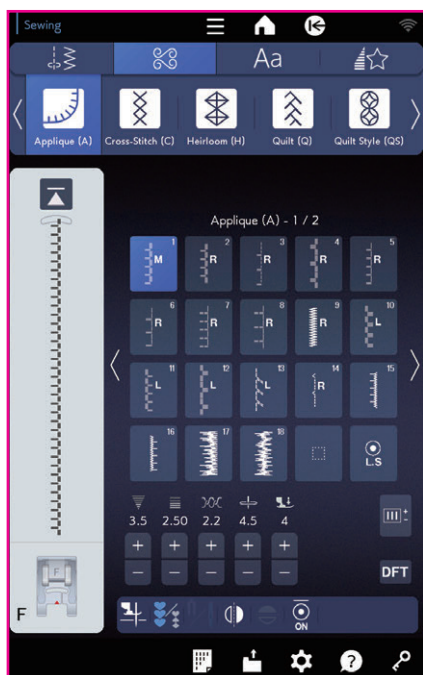 Sewing
Aa
Applique (A) Cross-Stitch (C) Heirloom (H) Quilt (Q) Quilt Style (QS)
Applique (A) - 1 / 2
1 2 3 4 5
M R R R R
6 7 8 9 10
R R R R L
11 12 13 14 15
L L L R
16 17 18
L.S
3.5 2.50 2.2 4.5 4
+ + + + +
− − − − −
DFT
F
F
ON
?